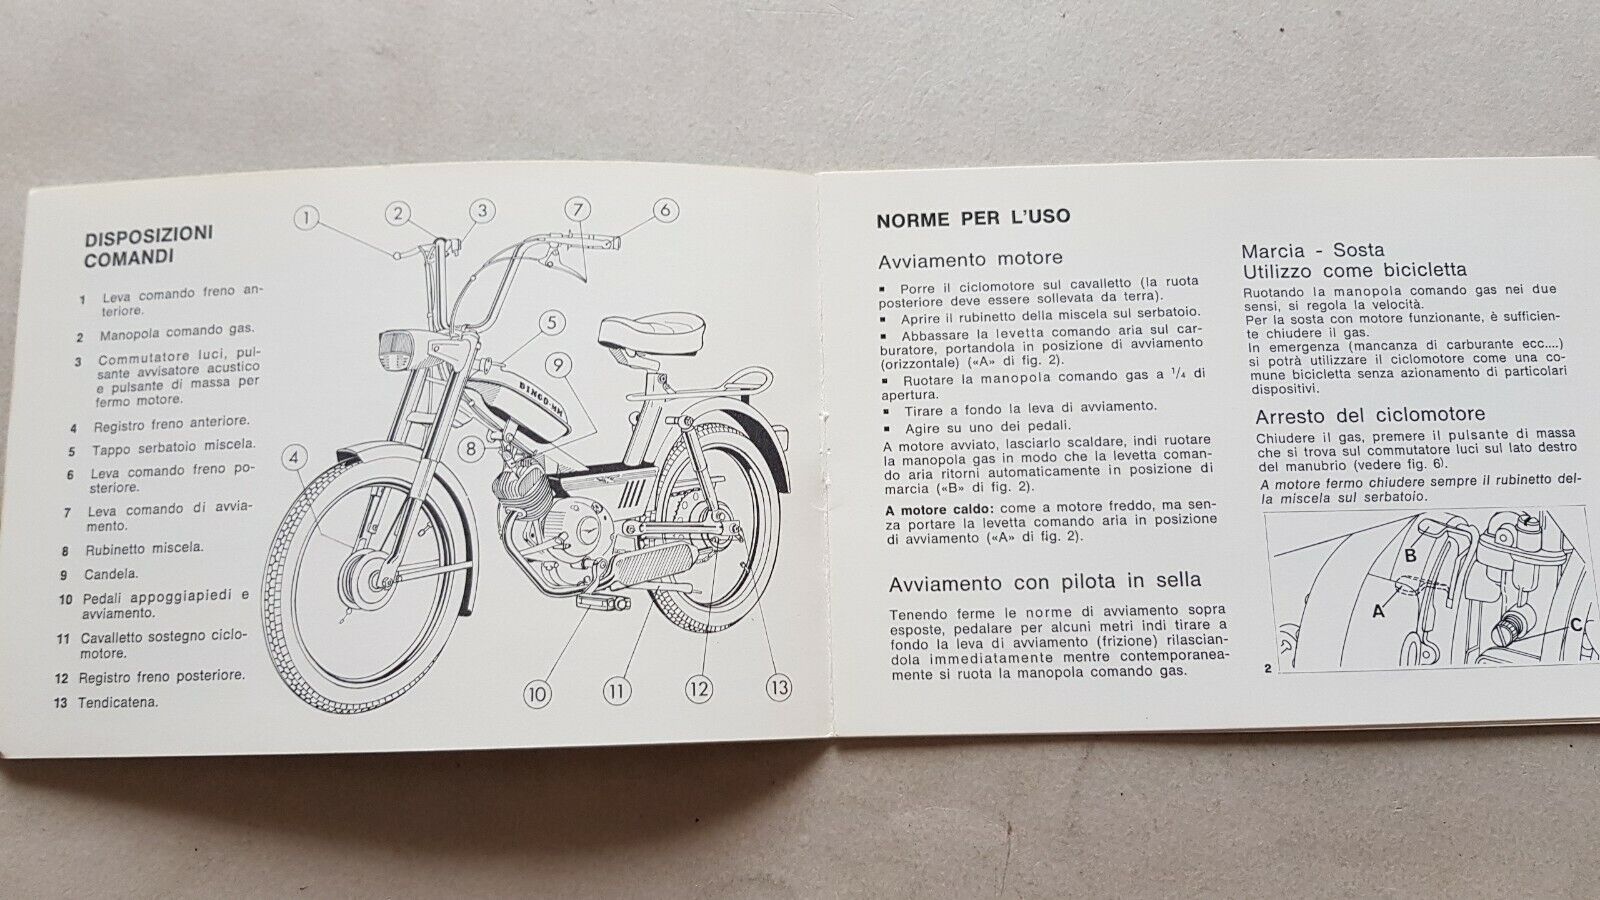 DISPOSIZIONI
COMANDI
1 Leva comando freno an-
teriore.
2 Manopola comando gas.
3 Commutatore luci, pul-
sante avvisatore acustico
e pulsante di massa per
fermo motore.
4 Registro freno anteriore.
5 Tappo serbatoio miscela.
6 Leva comando freno po-
steriore.
7 Leva comando di avvia-
mento.
8 Rubinetto miscela.
9 Candela.
10 Pedali appoggiapiedi e
avviamento.
11 Cavalletto sostegno ciclo-
motore.
12 Registro freno posteriore.
13 Tendicatena.
1
2
3
7
6
5
9
DINGO-MM
8
4
10
11
12
13
NORME PER L'USO
Avviamento motore
▪ Porre il ciclomotore sul cavalletto (la ruota
posteriore deve essere sollevata da terra).
▪ Aprire il rubinetto della miscela sul serbatoio.
▪ Abbassare la levetta comando aria sul car-
buratore, portandola in posizione di avviamento
(orizzontale) («A» di fig. 2).
▪ Ruotare la manopola comando gas a 1/4 di
apertura.
▪ Tirare a fondo la leva di avviamento.
▪ Agire su uno dei pedali.
A motore avviato, lasciarlo scaldare, indi ruotare
la manopola gas in modo che la levetta coman-
do aria ritorni automaticamente in posizione di
marcia («B» di fig. 2).
A motore caldo: come a motore freddo, ma sen-
za portare la levetta comando aria in posizione
di avviamento («A» di fig. 2).
Avviamento con pilota in sella
Tenendo ferme le norme di avviamento sopra
esposte, pedalare per alcuni metri indi tirare a
fondo la leva di avviamento (frizione) rilascian-
dola immediatamente mentre contemporanea-
mente si ruota la manopola comando gas.
Marcia - Sosta
Utilizzo come bicicletta
Ruotando la manopola comando gas nei due
sensi, si regola la velocità.
Per la sosta con motore funzionante, è sufficien-
te chiudere il gas.
In emergenza (mancanza di carburante ecc....)
si potrà utilizzare il ciclomotore come una co-
mune bicicletta senza azionamento di particolari
dispositivi.
Arresto del ciclomotore
Chiudere il gas, premere il pulsante di massa
che si trova sul commutatore luci sul lato destro
del manubrio (vedere fig. 6).
A motore fermo chiudere sempre il rubinetto del-
la miscela sul serbatoio.
B
A
C
2